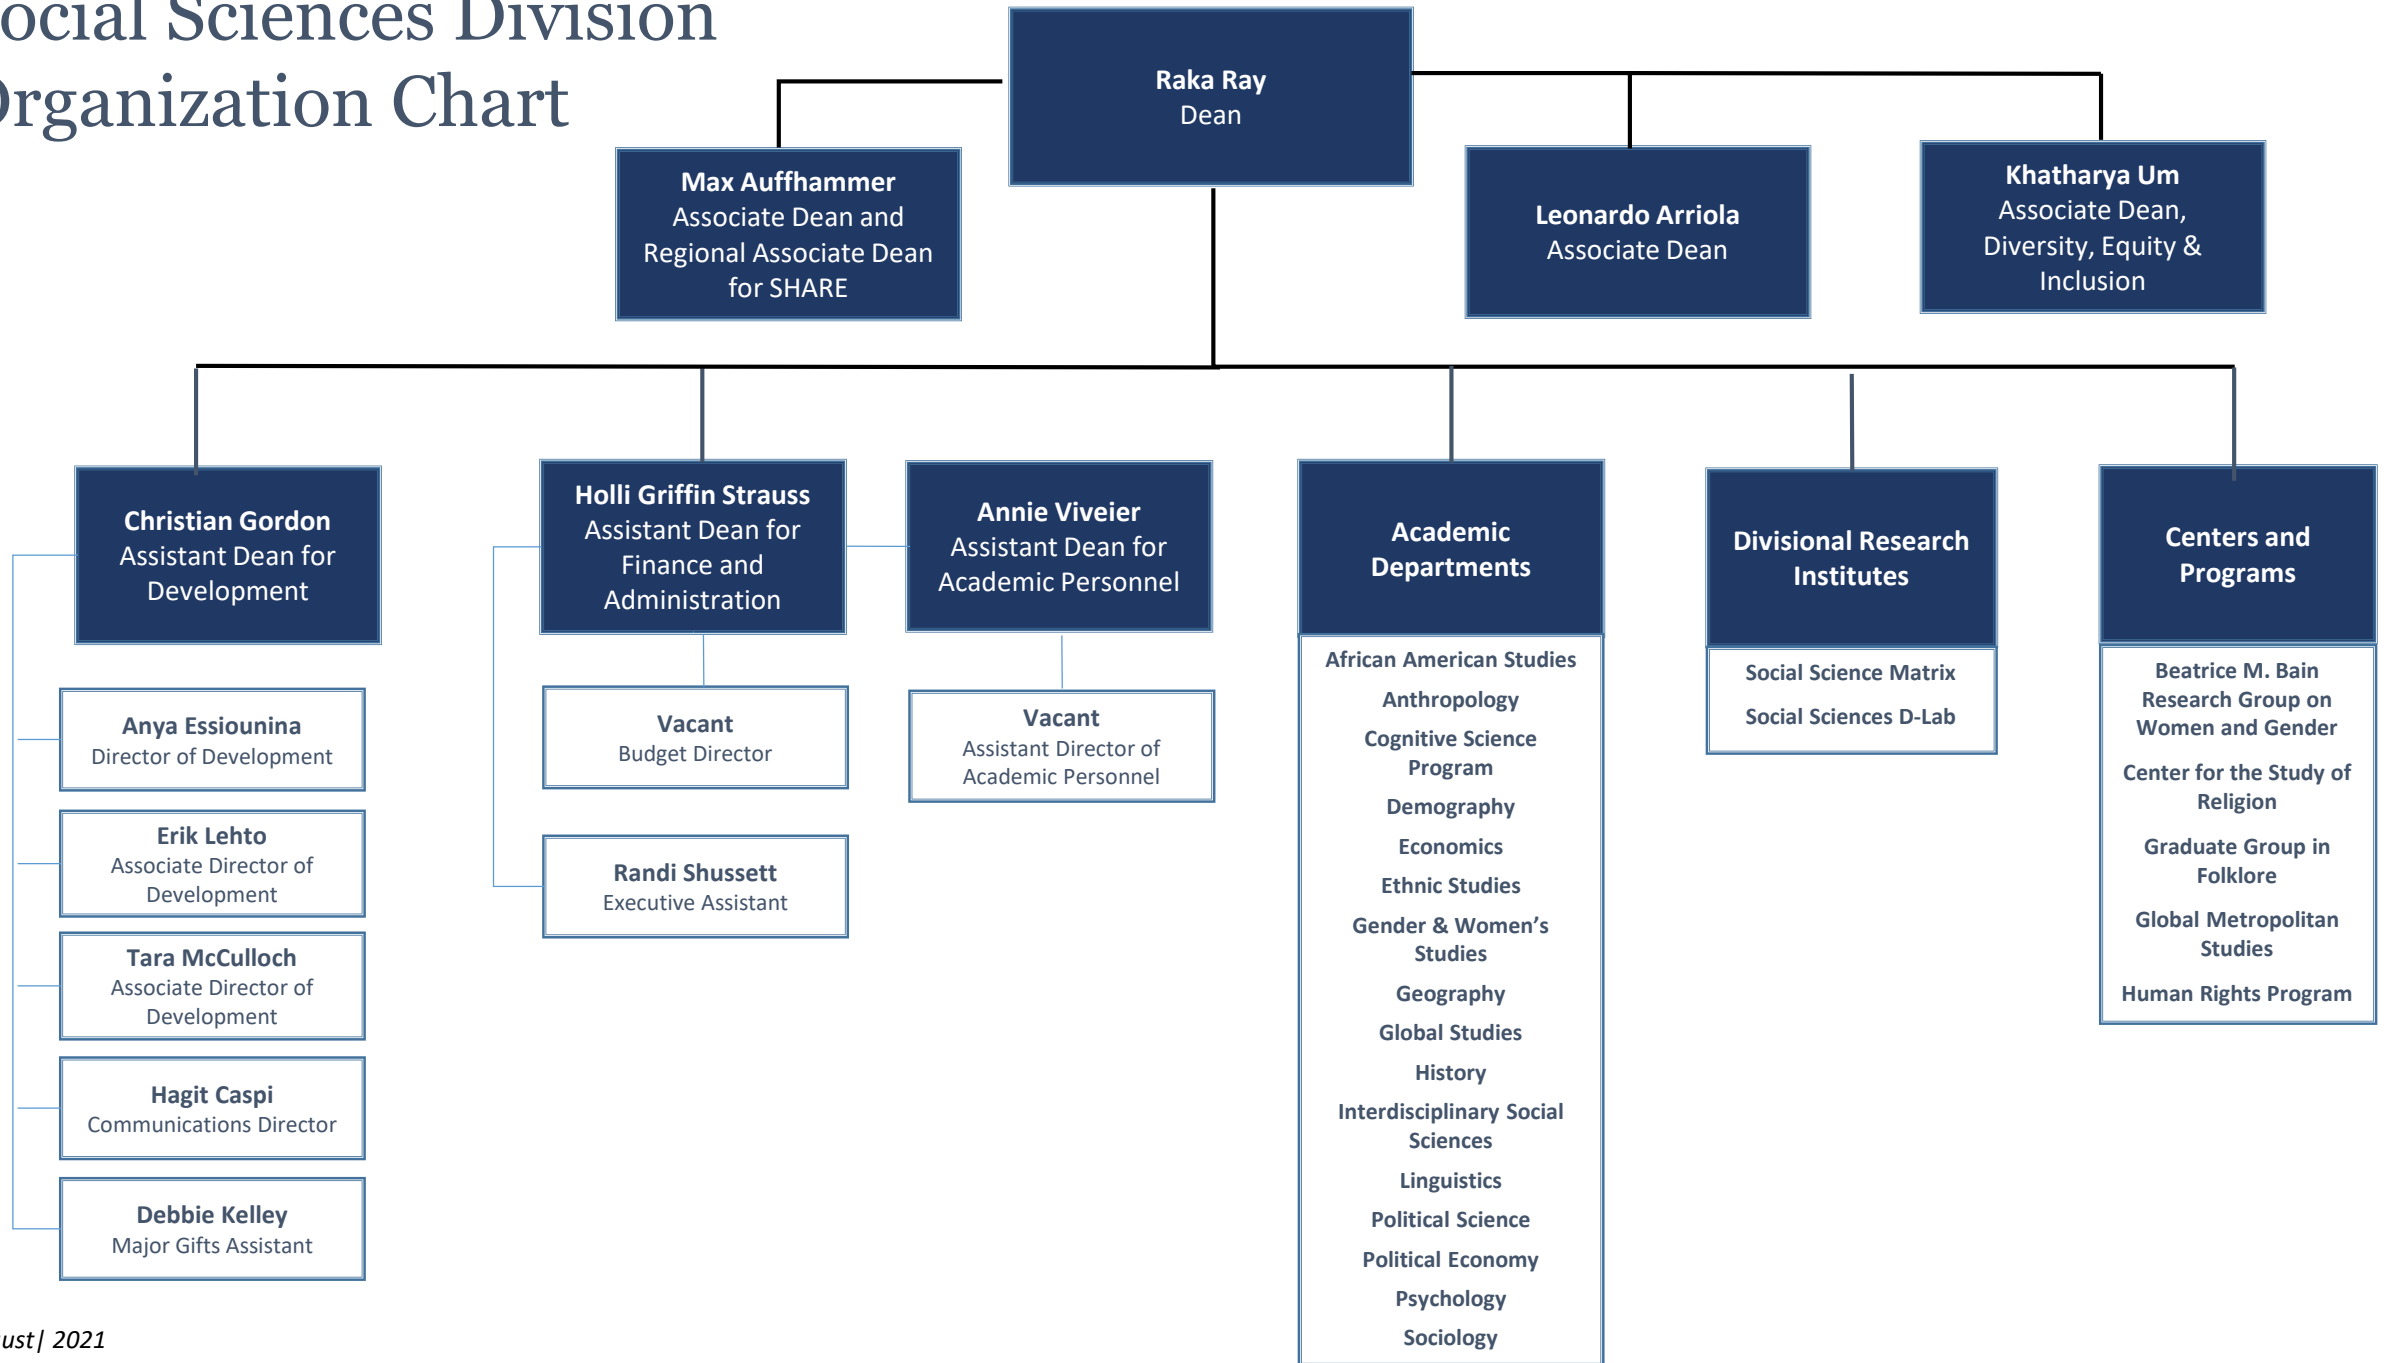 ocial Sciences Division
Organization Chart
Raka Ray
Dean
Max Auffhammer
Associate Dean and
Regional Associate Dean
for SHARE
Leonardo Arriola
Associate Dean
Khatharya Um
Associate Dean,
Diversity, Equity &
Inclusion
Christian Gordon
Assistant Dean for
Development
Anya Essiounina
Director of Development
Erik Lehto
Associate Director of
Development
Tara McCulloch
Associate Director of
Development
Hagit Caspi
Communications Director
Debbie Kelley
Major Gifts Assistant
Holli Griffin Strauss
Assistant Dean for
Finance and
Administration
Vacant
Budget Director
Randi Shussett
Executive Assistant
Annie Viveier
Assistant Dean for
Academic Personnel
Vacant
Assistant Director of
Academic Personnel
Academic
Departments
African American Studies
Anthropology
Cognitive Science
Program
Demography
Economics
Ethnic Studies
Gender & Women’s
Studies
Geography
Global Studies
History
Interdisciplinary Social
Sciences
Linguistics
Political Science
Political Economy
Psychology
Sociology
Divisional Research
Institutes
Social Science Matrix
Social Sciences D-Lab
Centers and
Programs
Beatrice M. Bain
Research Group on
Women and Gender
Center for the Study of
Religion
Graduate Group in
Folklore
Global Metropolitan
Studies
Human Rights Program
ust| 2021